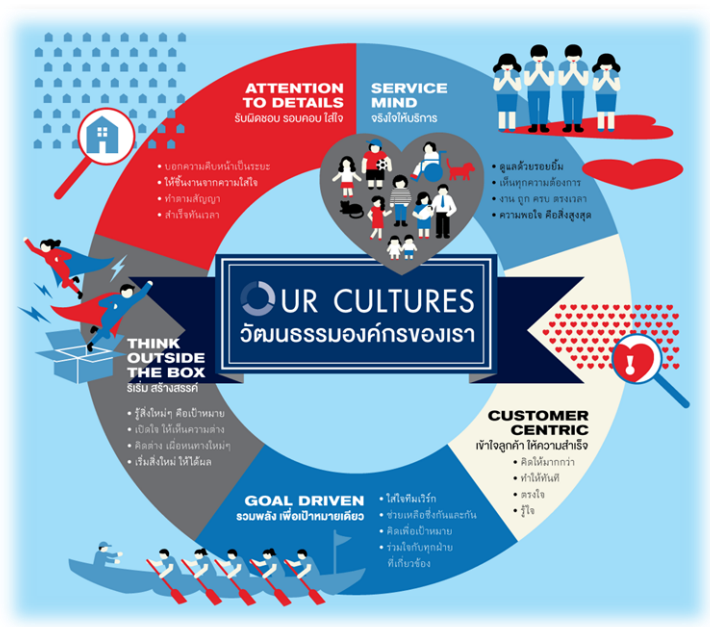 OUR CULTURES
วัฒนธรรมองค์กรของเรา
ATTENTION
TO DETAILS
รับผิดชอบ รอบคอบ ใส่ใจ
• บอกความคืบหน้าเป็นระยะ
• ให้ชิ้นงานจากความใส่ใจ
• ทำตามสัญญา
• สำเร็จทันเวลา
SERVICE
MIND
จริงใจให้บริการ
• ดูแลด้วยรอยยิ้ม
• เห็นทุกความต้องการ
• งาน ถูก ครบ ตรงเวลา
• ความพอใจ คือสิ่งสูงสุด
CUSTOMER
CENTRIC
เข้าใจลูกค้า ให้ความสำเร็จ
• คิดให้มากกว่า
• ทำให้ทันที
• ตรงใจ
• รู้ใจ
GOAL DRIVEN
รวมพลัง เพื่อเป้าหมายเดียว
• ใส่ใจทีมเวิร์ก
• ช่วยเหลือซึ่งกันและกัน
• คิดเพื่อเป้าหมาย
• ร่วมใจกับทุกฝ่าย
ที่เกี่ยวข้อง
THINK
OUTSIDE
THE BOX
ริเริ่ม สร้างสรรค์
• รู้สิ่งใหม่ๆ คือเป้าหมาย
• เปิดใจ ให้เห็นความต่าง
• คิดต่าง เผื่อหนทางใหม่ๆ
• เริ่มสิ่งใหม่ ให้ได้ผล